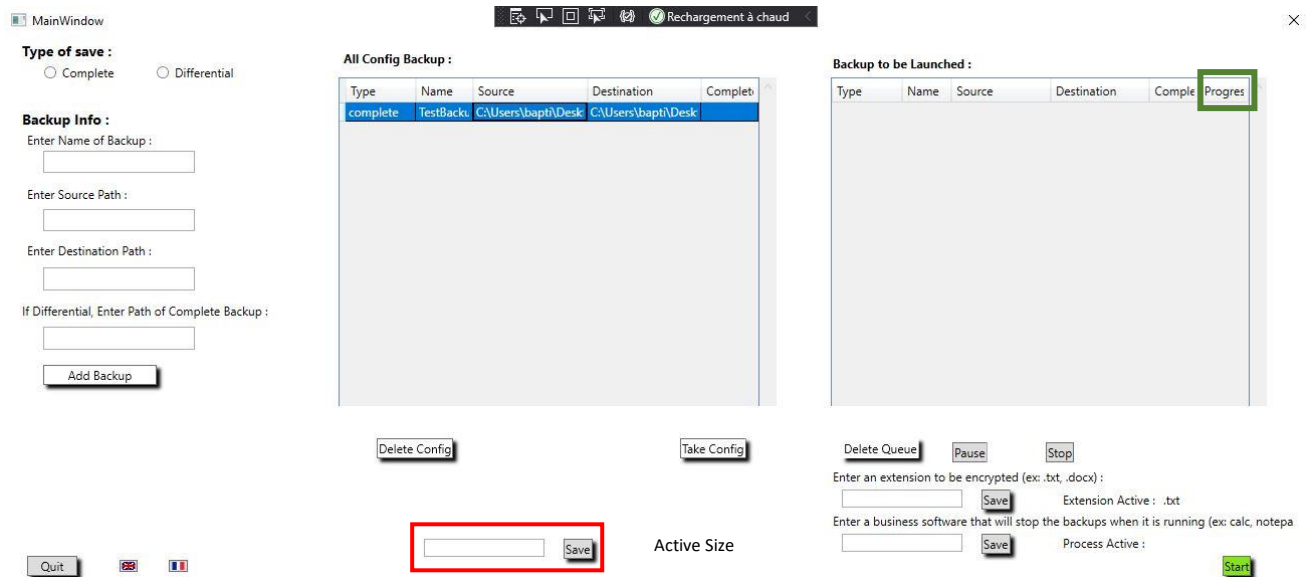 MainWindow
Rechargement à chaud
Type of save :
Complete
Differential
Backup Info :
Enter Name of Backup :
Enter Source Path :
Enter Destination Path :
If Differential, Enter Path of Complete Backup :
Add Backup
Quit
All Config Backup :
Type Name Source Destination Complet
complete TestBacku C:\Users\bapti\Desk C:\Users\bapti\Desk
Delete Config
Take Config
Save
Active Size
Backup to be Launched :
Type Name Source Destination Comple Progres
Delete Queue
Pause
Stop
Enter an extension to be encrypted (ex: .txt, .docx) :
Save
Extension Active : .txt
Enter a business software that will stop the backups when it is running (ex: calc, notepa
Save
Process Active :
Start